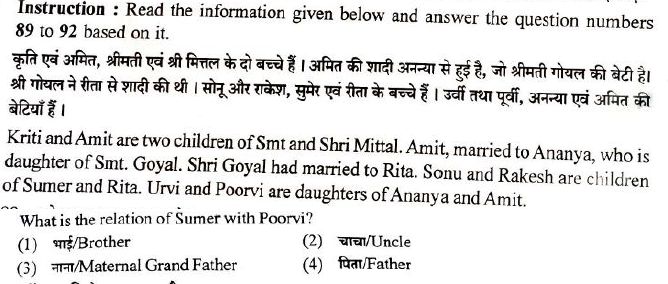 Instruction : Read the information given below and answer the question numbers
89 to 92 based on it.
कृति एवं अमित, श्रीमती एवं श्री मित्तल के दो बच्चे हैं । अमित की शादी अनन्या से हुई है, जो श्रीमती गोयल की बेटी है।
श्री गोयल ने रीता से शादी की थी । सोनू और राकेश, सुमेर एवं रीता के बच्चे हैं । उर्वी तथा पूर्वी, अनन्या एवं अमित की
बेटियाँ हैं ।
Kriti and Amit are two children of Smt and Shri Mittal. Amit, married to Ananya, who is
daughter of Smt. Goyal. Shri Goyal had married to Rita. Sonu and Rakesh are children
of Sumer and Rita. Urvi and Poorvi are daughters of Ananya and Amit.
What is the relation of Sumer with Poorvi?
(1) भाई/Brother (2) चाचा/Uncle
(3) नाना/Maternal Grand Father (4) पिता/Father